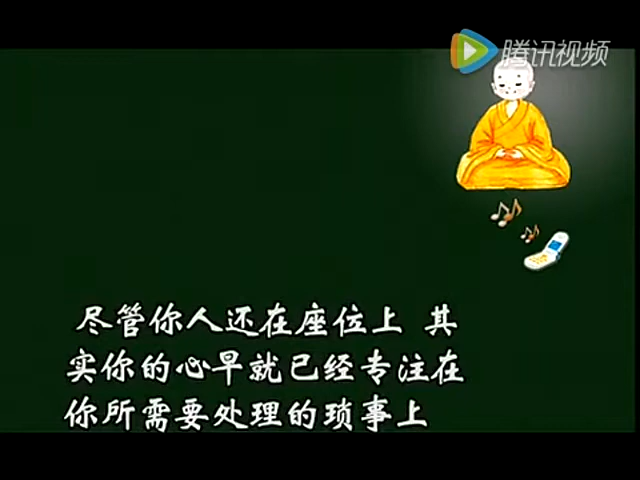 腾讯视频
尽管你人还在座位上 其
实你的心早就已经专注在
你所需要处理的琐事上